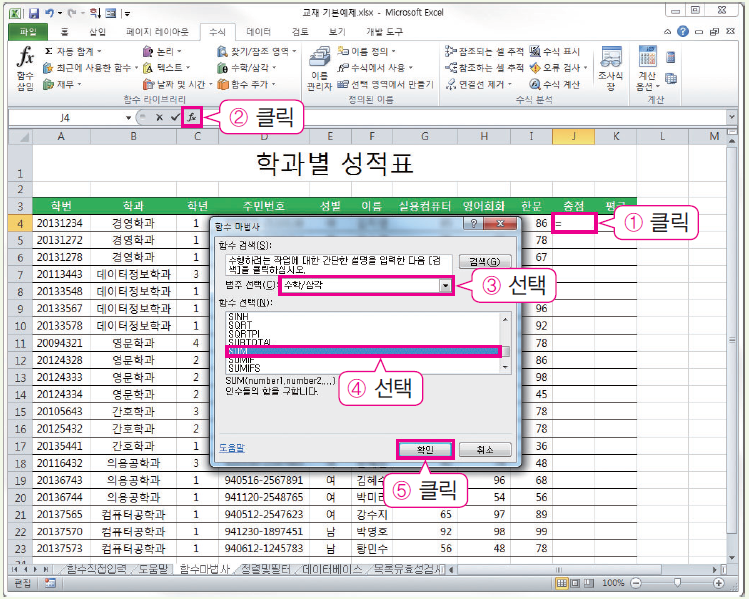 교재 기본예제.xlsx - Microsoft Excel
파일 홈 삽입 페이지 레이아웃 수식 데이터 검토 보기 개발 도구
fx 함수 삽입
Σ 자동 합계
최근에 사용한 함수
재무
논리
텍스트
날짜 및 시간
찾기/참조 영역
수학/삼각
함수 추가
함수 라이브러리
이름 관리자
이름 정의
수식에서 사용
선택 영역에서 만들기
정의된 이름
참조되는 셀 추적
참조하는 셀 추적
연결선 제거
수식 표시
오류 검사
수식 계산
수식 분석
조사식 창
계산 옵션
계산
J4 fx ② 클릭
A B C D E F G H I J K L M
1 학과별 성적표
2
3 학번 학과 학년 주민번호 성별 이름 실용컴퓨터 영어회화 한문 총점 평균
4 20131234 경영학과 1 86 = ① 클릭
5 20131272 경영학과 1 78
6 20131278 경영학과 1 67
7 20113443 데이터정보학과 3
8 20133548 데이터정보학과 1
9 20133567 데이터정보학과 1 96
10 20133578 데이터정보학과 1 92
11 20094321 영문학과 4 78
12 20124328 영문학과 2 86
13 20124333 영문학과 2 98
14 20124334 영문학과 2 45
15 20105643 간호학과 3 78
16 20125432 간호학과 2 78
17 20135441 간호학과 1 36
18 20116432 의용공학과 3 48
19 20136743 의용공학과 1 940516-2567891 여 김혜수 96 68
20 20136744 의용공학과 1 941120-2548765 여 박미 54 56
21 20137565 컴퓨터공학과 1 940512-2547623 여 강수지 65 97 89
22 20137570 컴퓨터공학과 1 941230-1897451 남 박명호 92 98 99
23 20137573 컴퓨터공학과 1 940612-1245783 남 황민수 56 48 78
함수 마법사
함수 검색(S):
수행하려는 작업에 대한 간단한 설명을 입력한 다음 [검
색]을 클릭하십시오.
검색(G)
범주 선택(C): 수학/삼각 ③ 선택
함수 선택(N):
SINH
SQRT
SQRTPI
SUBTOTAL
SUM
SUMIF
SUMIFS
SUM(number1,number2,...)
인수들의 합을 구합니다.
④ 선택
도움말 확인 취소
⑤ 클릭
함수직접입력 도움말 함수마법사 정렬및필터 데이터베이스 목록유효성검사
편집 100%